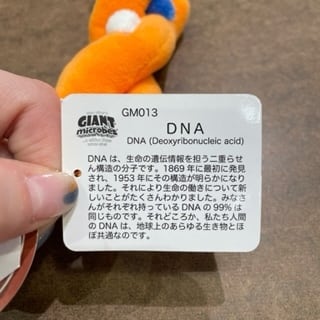 GM013
GIANT
microbes
DNA
DNA (Deoxyribonucleic acid)
DNA は、生命の遺伝情報を担う二重らせ
ん構造の分子です。1869 年に最初に発見
され、1953 年にその構造が明らかになり
ました。それにより生命の働きについて新
しいことがたくさんわかりました。みなさ
んがそれぞれ持っている DNA の 99% は
同じものです。それどころか、私たち人間
の DNA は、地球上のあらゆる生き物とほ
ぼ共通なのです。